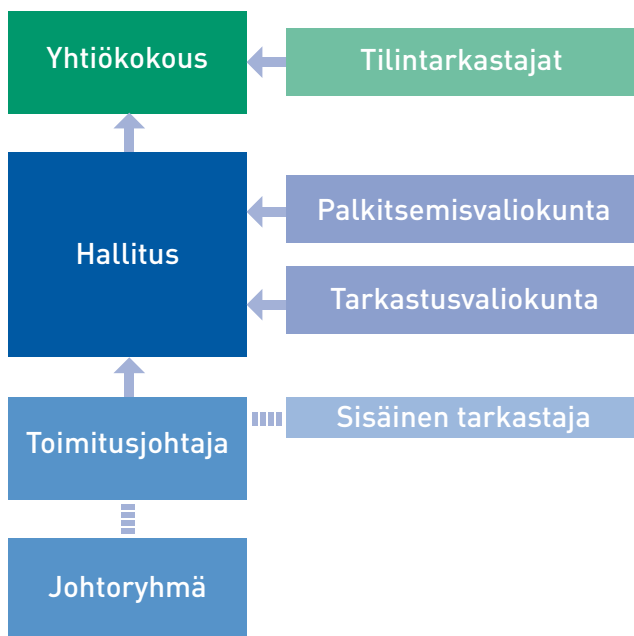 Yhtiökokous
Tilintarkastajat
Hallitus
Palkitsemisvaliokunta
Tarkastusvaliokunta
Toimitusjohtaja
Sisäinen tarkastaja
Johtoryhmä